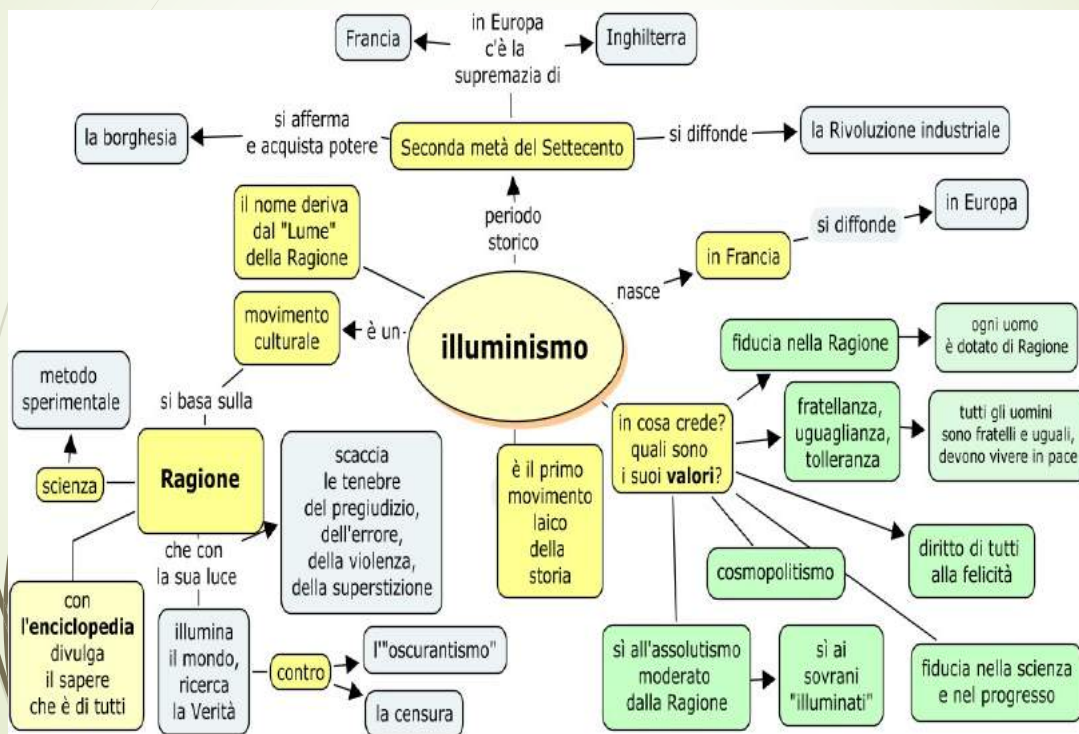 Francia
in Europa
c'è la
supremazia di
Inghilterra
la borghesia
si afferma
e acquista potere
Seconda metà del Settecento
si diffonde
la Rivoluzione industriale
il nome deriva
dal "Lume"
della Ragione
periodo
storico
nasce
in Francia
si diffonde
in Europa
movimento
culturale
è un
illuminismo
fiducia nella Ragione
ogni uomo
è dotato di Ragione
metodo
sperimentale
si basa sulla
scienza
Ragione
scaccia
le tenebre
del pregiudizio,
dell'errore,
della violenza,
della superstizione
è il primo
movimento
laico
della
storia
in cosa crede?
quali sono
i suoi valori?
fratellanza,
uguaglianza,
tolleranza
tutti gli uomini
sono fratelli e uguali,
devono vivere in pace
che con
la sua luce
cosmopolitismo
diritto di tutti
alla felicità
con
l'enciclopedia
divulga
il sapere
che è di tutti
illumina
il mondo,
ricerca
la Verità
contro
l'"oscurantismo"
la censura
sì all'assolutismo
moderato
dalla Ragione
sì ai
sovrani
"illuminati"
fiducia nella scienza
e nel progresso